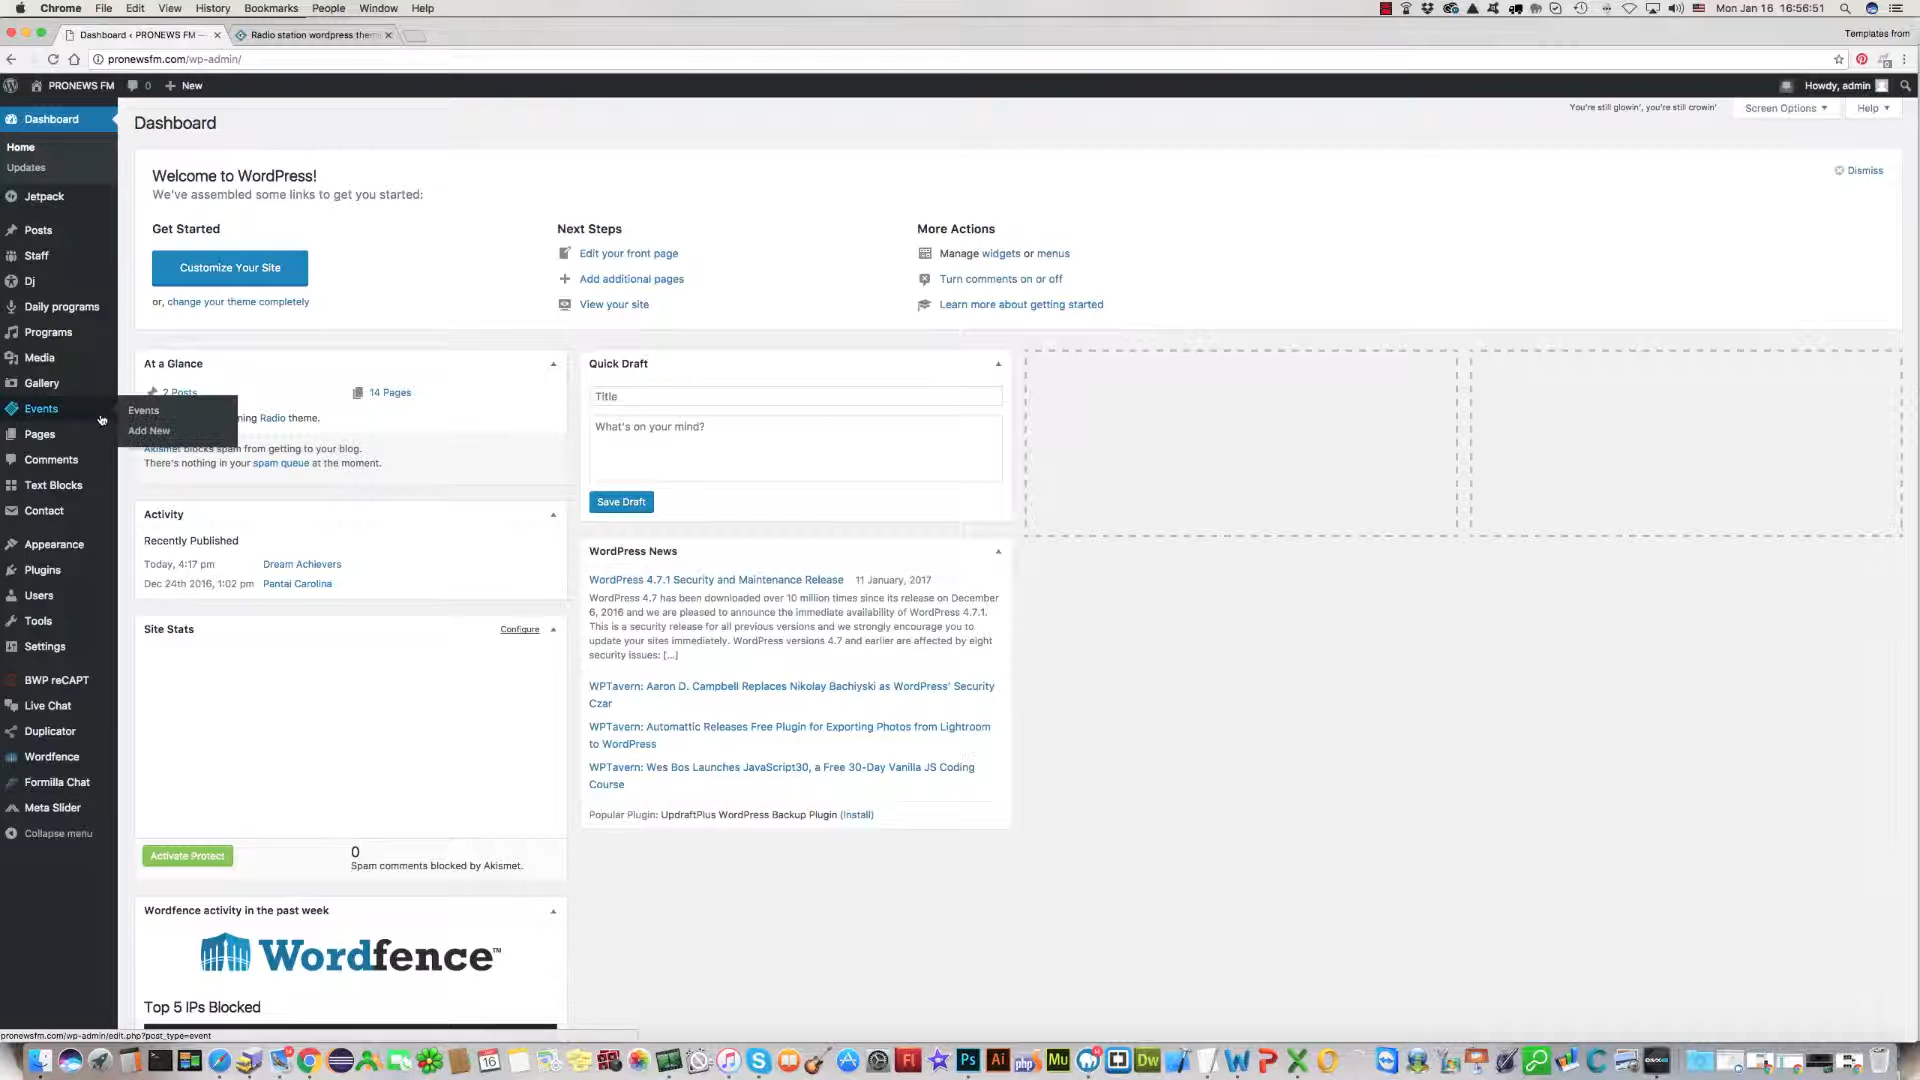 Chrome File Edit View History Bookmarks People Window Help Mon Jan 16 16:56:51
Dashboard ‹ PRONEWS FM — Radio station wordpress them Templates from
pronewsfm.com/wp-admin/
PRONEWS FM 0 + New Howdy, admin
You're still glowin', you're still crowin' Screen Options Help
Dashboard
Home
Updates
Jetpack
Posts
Staff
Dj
Daily programs
Programs
Media
Gallery
Events
Pages
Comments
Text Blocks
Contact
Appearance
Plugins
Users
Tools
Settings
BWP reCAPT
Live Chat
Duplicator
Wordfence
Formilla Chat
Meta Slider
Collapse menu
Events
Add New
Dashboard
Welcome to WordPress!
We've assembled some links to get you started:
Dismiss
Get Started
Customize Your Site
or, change your theme completely
Next Steps
Edit your front page
Add additional pages
View your site
More Actions
Manage widgets or menus
Turn comments on or off
Learn more about getting started
At a Glance
2 Posts 14 Pages
ning Radio theme.
Akismet blocks spam from getting to your blog.
There's nothing in your spam queue at the moment.
Activity
Recently Published
Today, 4:17 pm Dream Achievers
Dec 24th 2016, 1:02 pm Pantai Carolina
Site Stats Configure
Activate Protect
0
Spam comments blocked by Akismet.
Wordfence activity in the past week
Wordfence™
Top 5 IPs Blocked
Quick Draft
Title
What's on your mind?
Save Draft
WordPress News
WordPress 4.7.1 Security and Maintenance Release 11 January, 2017
WordPress 4.7 has been downloaded over 10 million times since its release on December
6, 2016 and we are pleased to announce the immediate availability of WordPress 4.7.1.
This is a security release for all previous versions and we strongly encourage you to
update your sites immediately. WordPress versions 4.7 and earlier are affected by eight
security issues: [...]
WPTavern: Aaron D. Campbell Replaces Nikolay Bachiyski as WordPress' Security
Czar
WPTavern: Automattic Releases Free Plugin for Exporting Photos from Lightroom
to WordPress
WPTavern: Wes Bos Launches JavaScript30, a Free 30-Day Vanilla JS Coding
Course
Popular Plugin: UpdraftPlus WordPress Backup Plugin (Install)
pronewsfm.com/wp-admin/edit.php?post_type=event
16 Fl Ps Ai php Mu Dw